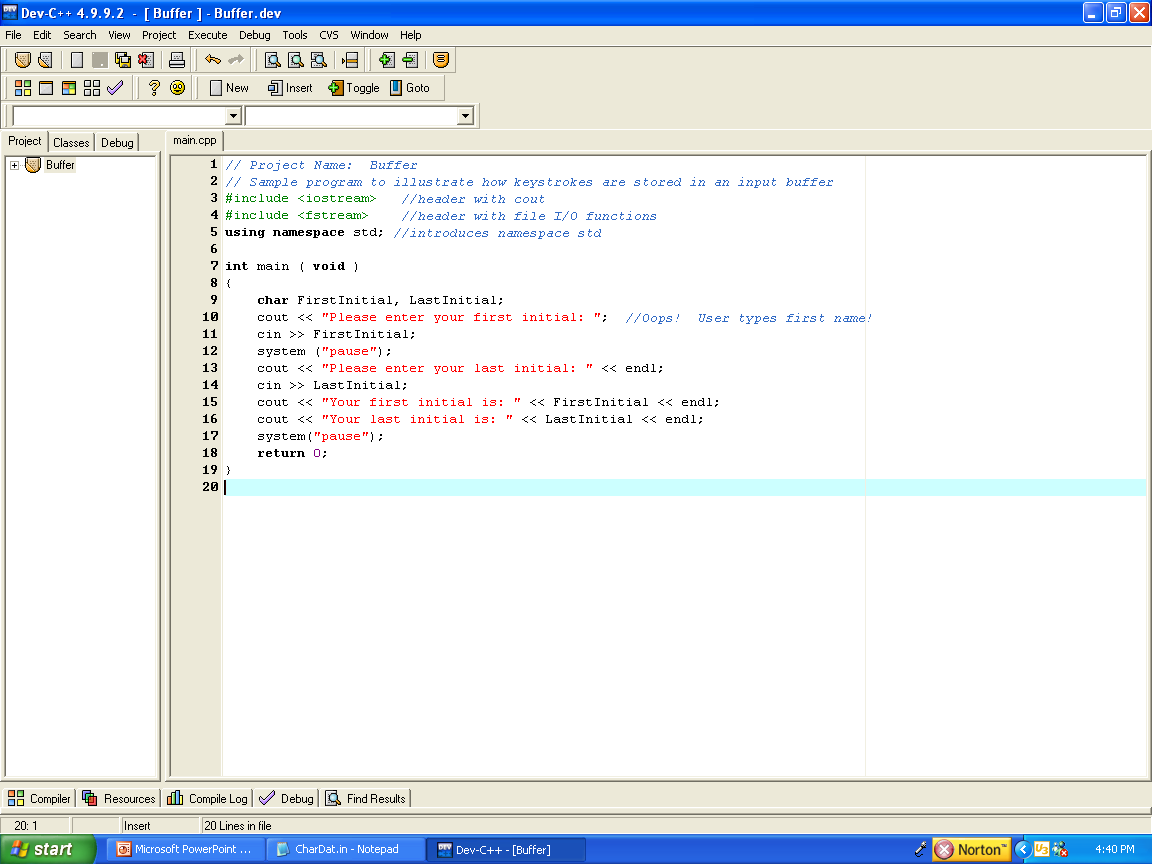 Dev-C++ 4.9.9.2 - [ Buffer ] - Buffer.dev
File Edit Search View Project Execute Debug Tools CVS Window Help
New Insert Toggle Goto
Project Classes Debug main.cpp
Buffer
1 // Project Name:  Buffer
2 // Sample program to illustrate how keystrokes are stored in an input buffer
3 #include <iostream>   //header with cout
4 #include <fstream>    //header with file I/O functions
5 using namespace std; //introduces namespace std
6
7 int main ( void )
8 {
9     char FirstInitial, LastInitial;
10     cout << "Please enter your first initial: ";  //Oops!  User types first name!
11     cin >> FirstInitial;
12     system ("pause");
13     cout << "Please enter your last initial: " << endl;
14     cin >> LastInitial;
15     cout << "Your first initial is: " << FirstInitial << endl;
16     cout << "Your last initial is: " << LastInitial << endl;
17     system("pause");
18     return 0;
19 }
20
Compiler Resources Compile Log Debug Find Results
20: 1 Insert 20 Lines in file
start Microsoft PowerPoint ... CharDat.in - Notepad Dev-C++ - [Buffer] Norton™ U3 4:40 PM